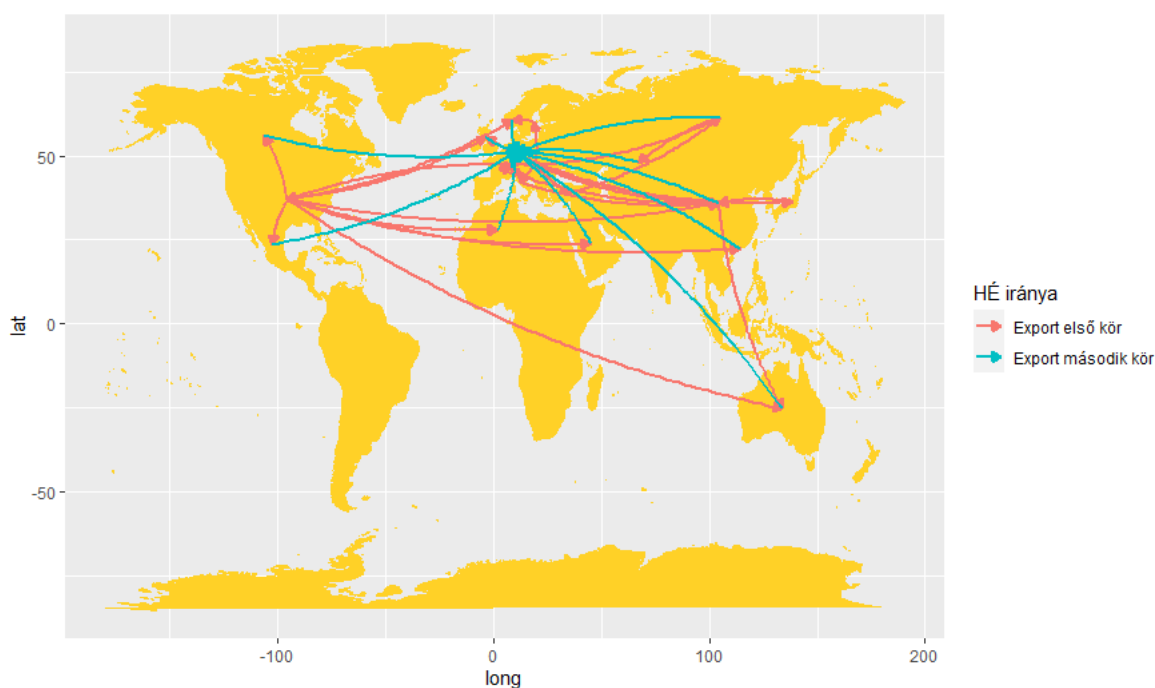 50
0
-50
lat
-100
0
100
200
long
HÉ iránya
Export első kör
Export második kör